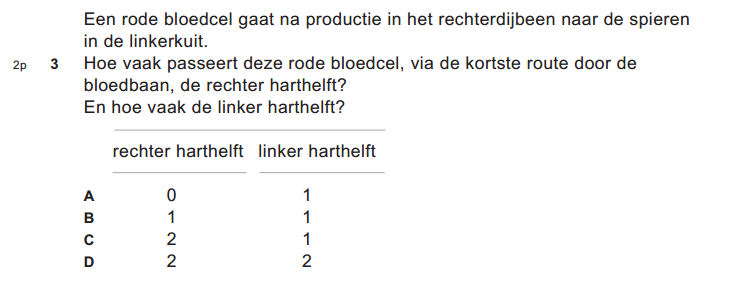 Een rode bloedcel gaat na productie in het rechterdijbeen naar de spieren
in de linkerkuit.
2p 3 Hoe vaak passeert deze rode bloedcel, via de kortste route door de
bloedbaan, de rechter harthelft?
En hoe vaak de linker harthelft?
rechter harthelft linker harthelft
A 0 1
B 1 1
C 2 1
D 2 2